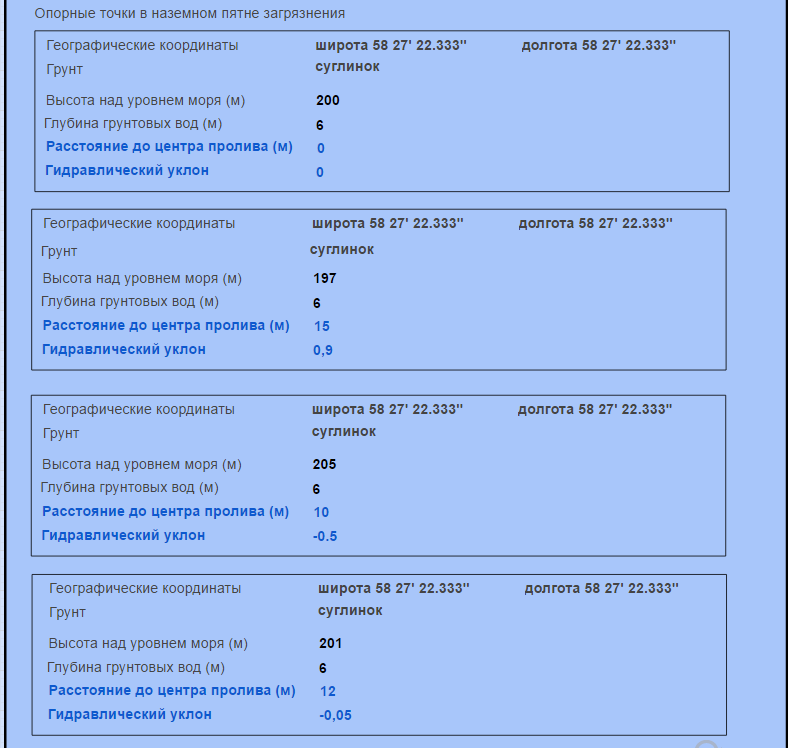 Опорные точки в наземном пятне загрязнения
Географические координаты широта 58 27' 22.333" долгота 58 27' 22.333"
Грунт суглинок
Высота над уровнем моря (м) 200
Глубина грунтовых вод (м) 6
Расстояние до центра пролива (м) 0
Гидравлический уклон 0
Географические координаты широта 58 27' 22.333" долгота 58 27' 22.333"
Грунт суглинок
Высота над уровнем моря (м) 197
Глубина грунтовых вод (м) 6
Расстояние до центра пролива (м) 15
Гидравлический уклон 0,9
Географические координаты широта 58 27' 22.333" долгота 58 27' 22.333"
Грунт суглинок
Высота над уровнем моря (м) 205
Глубина грунтовых вод (м) 6
Расстояние до центра пролива (м) 10
Гидравлический уклон -0.5
Географические координаты широта 58 27' 22.333" долгота 58 27' 22.333"
Грунт суглинок
Высота над уровнем моря (м) 201
Глубина грунтовых вод (м) 6
Расстояние до центра пролива (м) 12
Гидравлический уклон -0,05